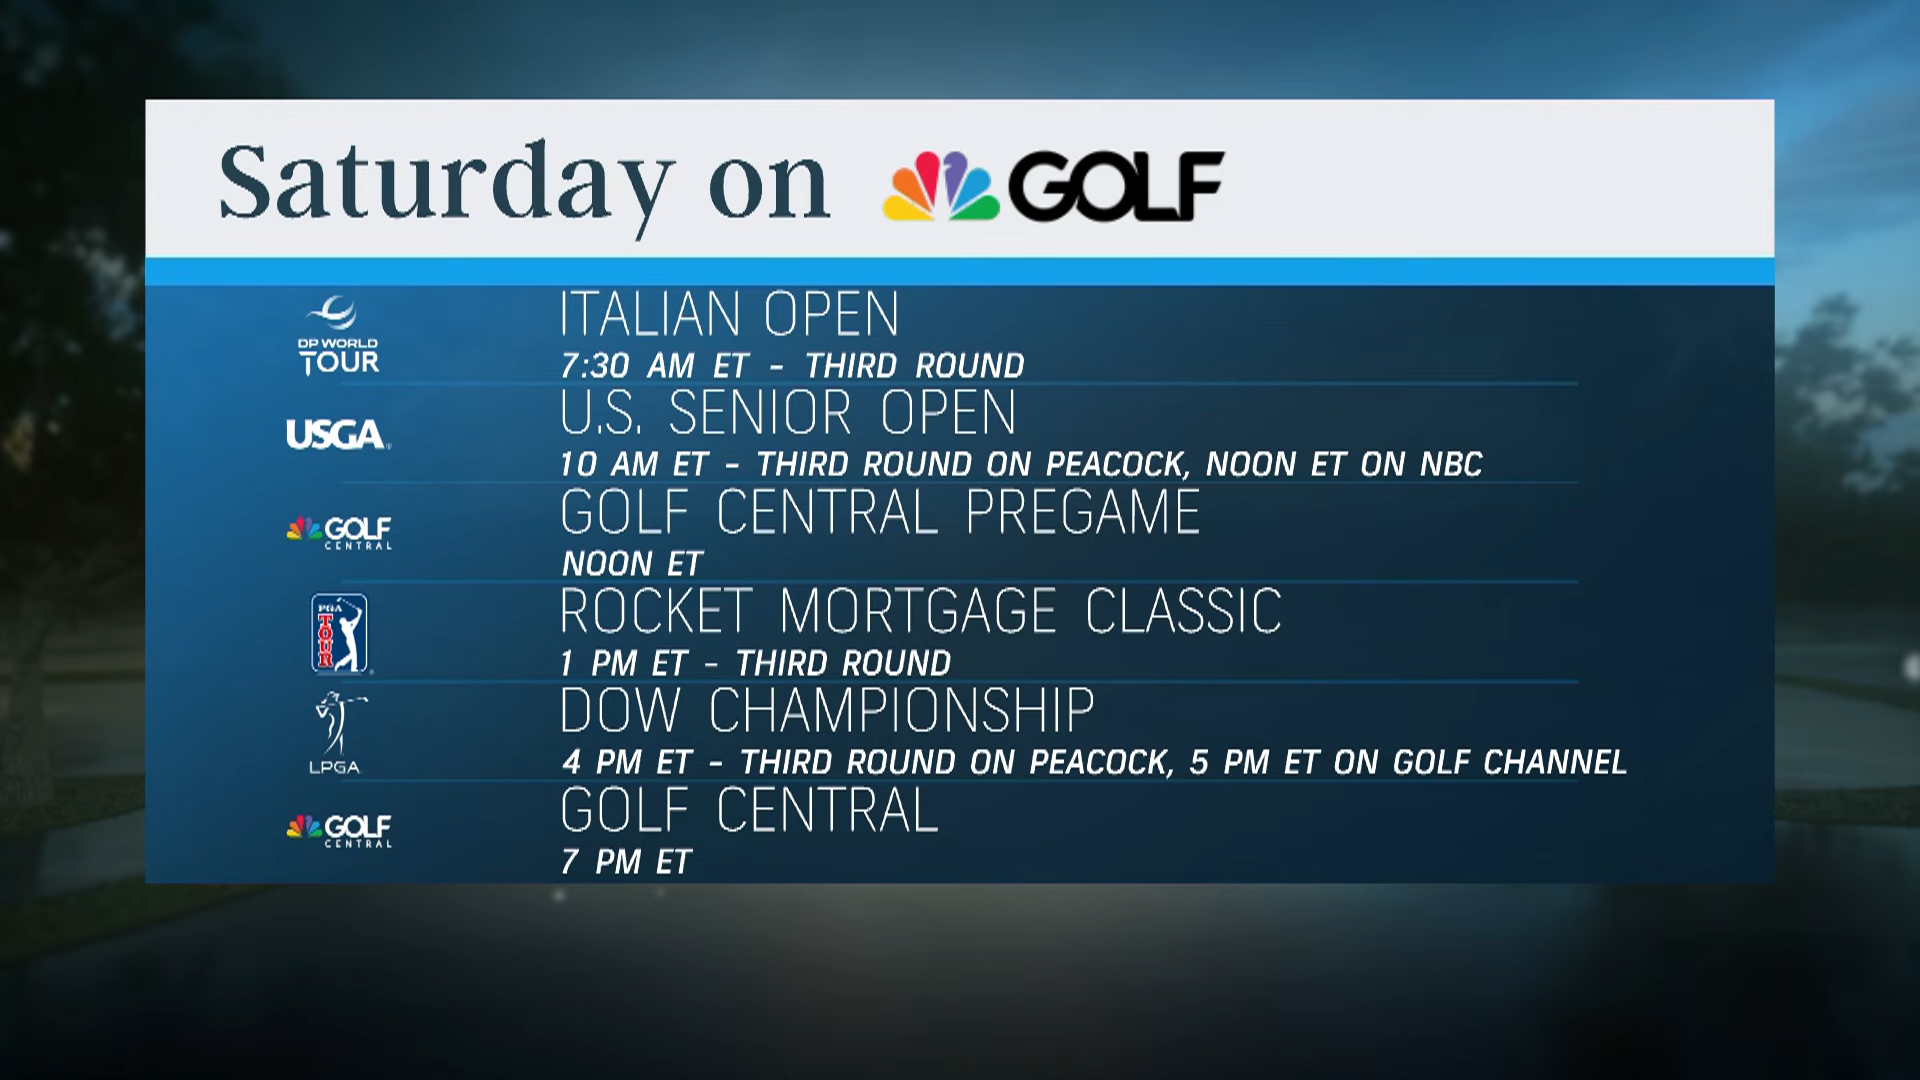 Saturday on GOLF
DP WORLD
TOUR
ITALIAN OPEN
7:30 AM ET - THIRD ROUND
USGA
U.S. SENIOR OPEN
10 AM ET - THIRD ROUND ON PEACOCK, NOON ET ON NBC
GOLF
CENTRAL
GOLF CENTRAL PREGAME
NOON ET
PGA
TOUR
ROCKET MORTGAGE CLASSIC
1 PM ET - THIRD ROUND
LPGA
DOW CHAMPIONSHIP
4 PM ET - THIRD ROUND ON PEACOCK, 5 PM ET ON GOLF CHANNEL
GOLF
CENTRAL
GOLF CENTRAL
7 PM ET